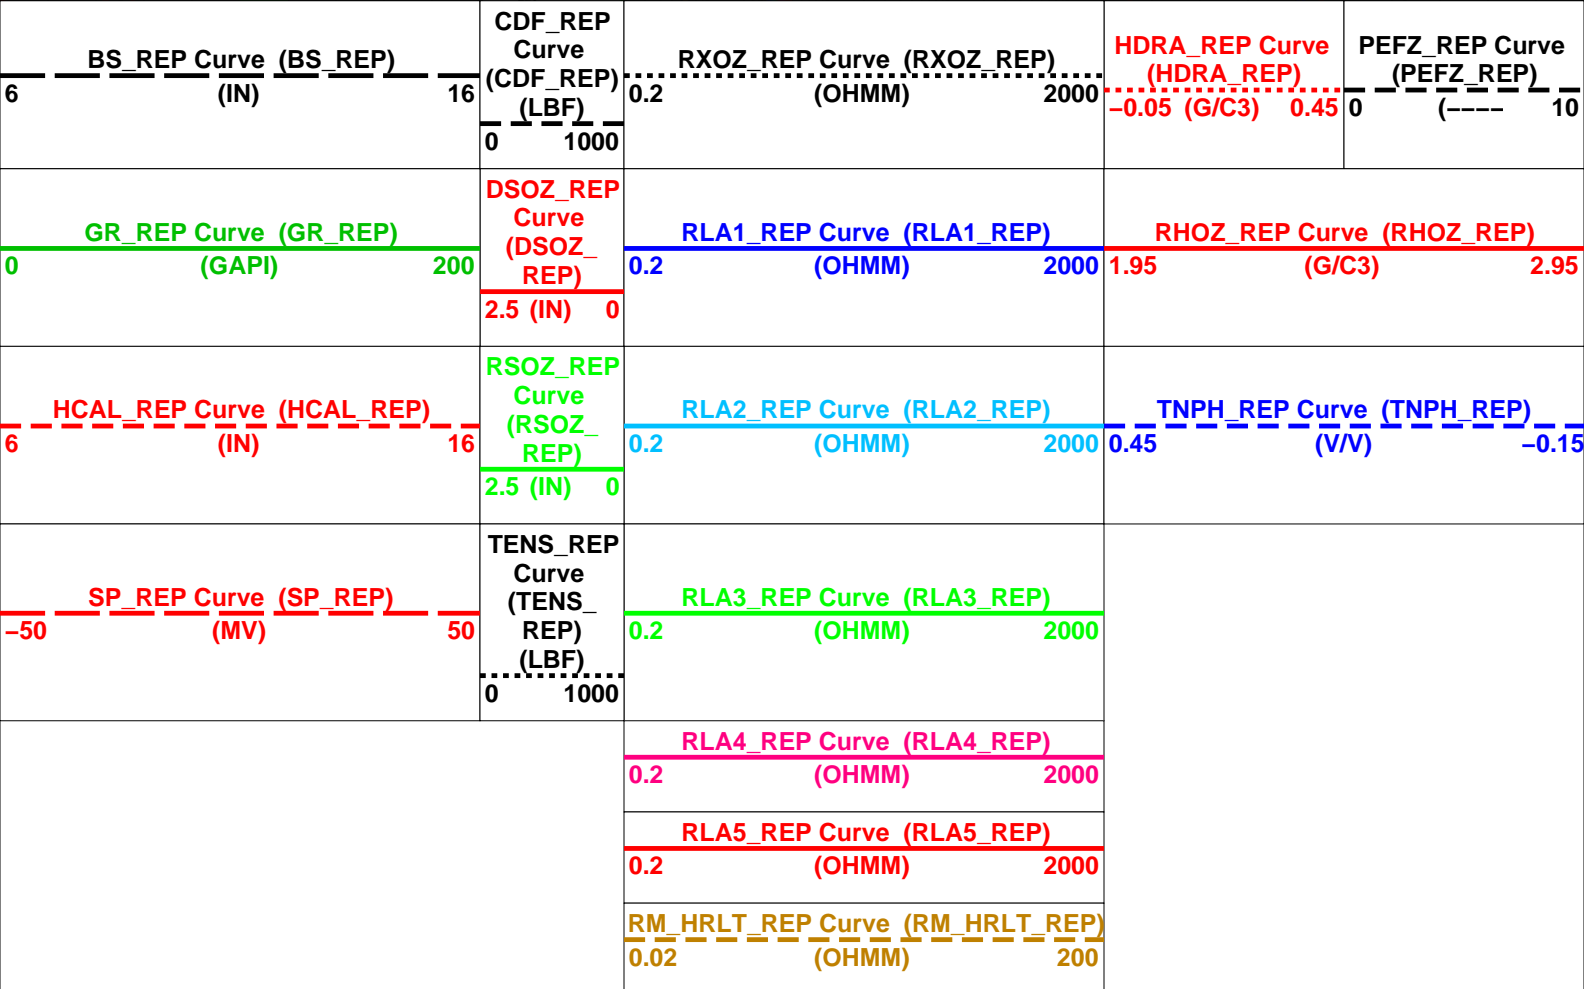 BS_REP Curve (BS_REP)
6 (IN) 16
CDF_REP
Curve
(CDF_REP)
(LBF)
0 1000
RXOZ_REP Curve (RXOZ_REP)
0.2 (OHMM) 2000
HDRA_REP Curve
(HDRA_REP)
−0.05 (G/C3) 0.45
PEFZ_REP Curve
(PEFZ_REP)
0 (−−−− 10
GR_REP Curve (GR_REP)
0 (GAPI) 200
DSOZ_REP
Curve
(DSOZ_
REP)
2.5 (IN) 0
RLA1_REP Curve (RLA1_REP)
0.2 (OHMM) 2000
RHOZ_REP Curve (RHOZ_REP)
1.95 (G/C3) 2.95
HCAL_REP Curve (HCAL_REP)
6 (IN) 16
RSOZ_REP
Curve
(RSOZ_
REP)
2.5 (IN) 0
RLA2_REP Curve (RLA2_REP)
0.2 (OHMM) 2000
TNPH_REP Curve (TNPH_REP)
0.45 (V/V) −0.15
SP_REP Curve (SP_REP)
−50 (MV) 50
TENS_REP
Curve
(TENS_
REP)
(LBF)
0 1000
RLA3_REP Curve (RLA3_REP)
0.2 (OHMM) 2000
RLA4_REP Curve (RLA4_REP)
0.2 (OHMM) 2000
RLA5_REP Curve (RLA5_REP)
0.2 (OHMM) 2000
RM_HRLT_REP Curve (RM_HRLT_REP)
0.02 (OHMM) 200